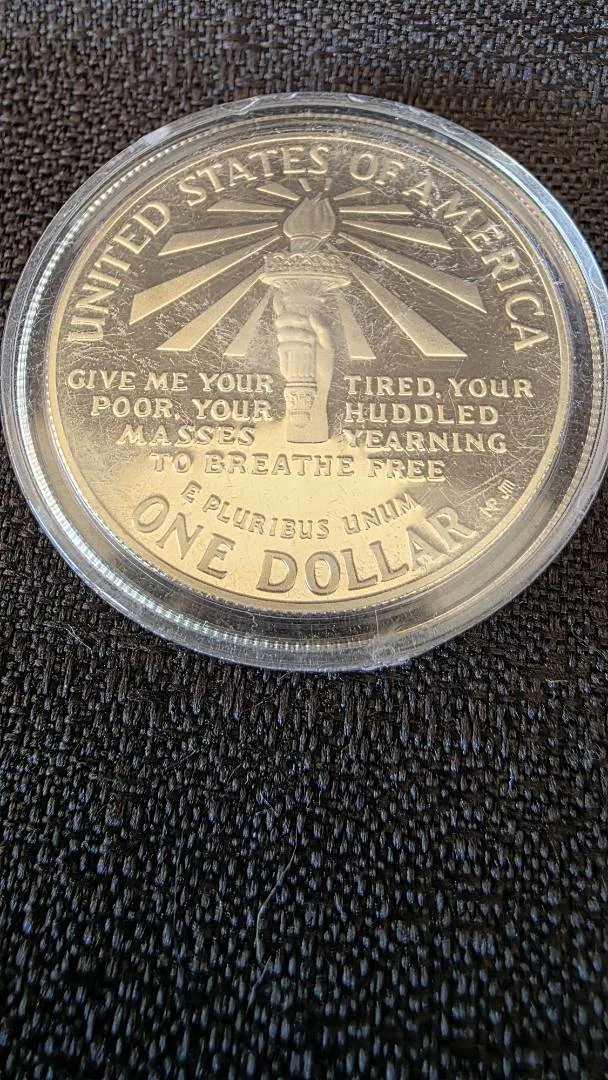 UNITED STATES OF AMERICA
GIVE ME YOUR TIRED, YOUR
POOR, YOUR HUDDLED
MASSES YEARNING
TO BREATHE FREE
E PLURIBUS UNUM
ONE DOLLAR